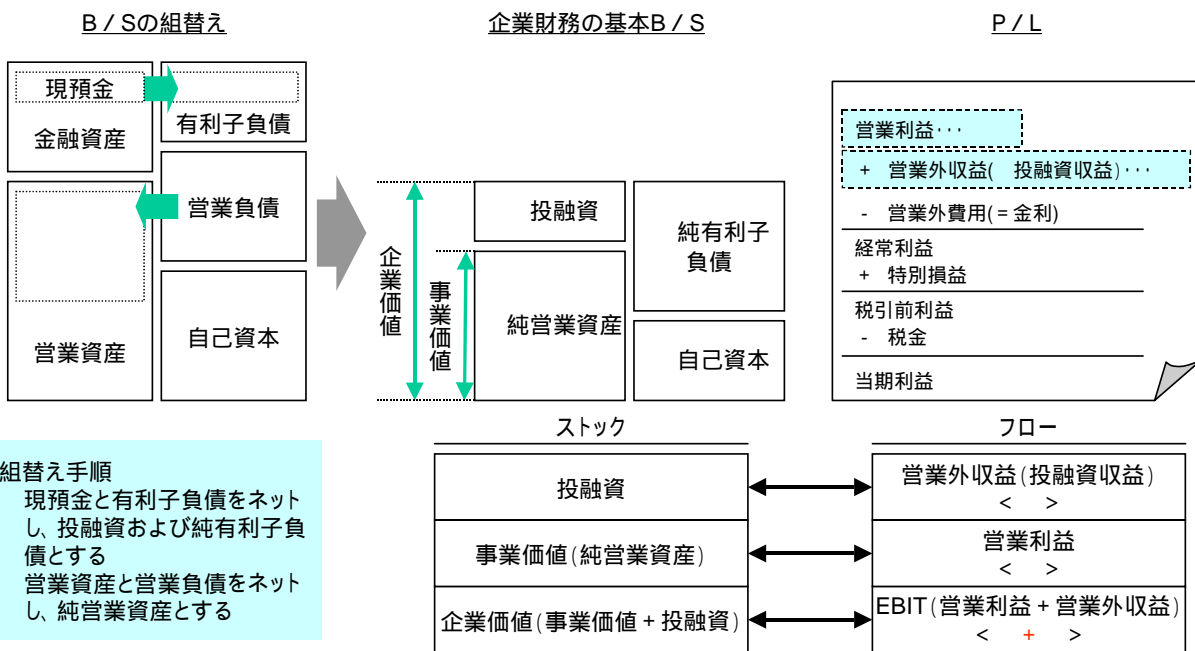 B / Sの組替え
企業財務の基本B / S
P / L
現預金
金融資産
有利子負債
営業負債
営業資産
自己資本
企業価値
事業価値
投融資
純営業資産
純有利子
負債
自己資本
営業利益･･･
+ 営業外収益( 投融資収益)･･･
- 営業外費用(=金利)
経常利益
+ 特別損益
税引前利益
- 税金
当期利益
組替え手順
現預金と有利子負債をネット
し、投融資および純有利子負
債とする
営業資産と営業負債をネット
し、純営業資産とする
ストック
フロー
投融資
営業外収益(投融資収益)
< >
事業価値(純営業資産)
営業利益
< >
企業価値(事業価値+投融資)
EBIT(営業利益+営業外収益)
< + >